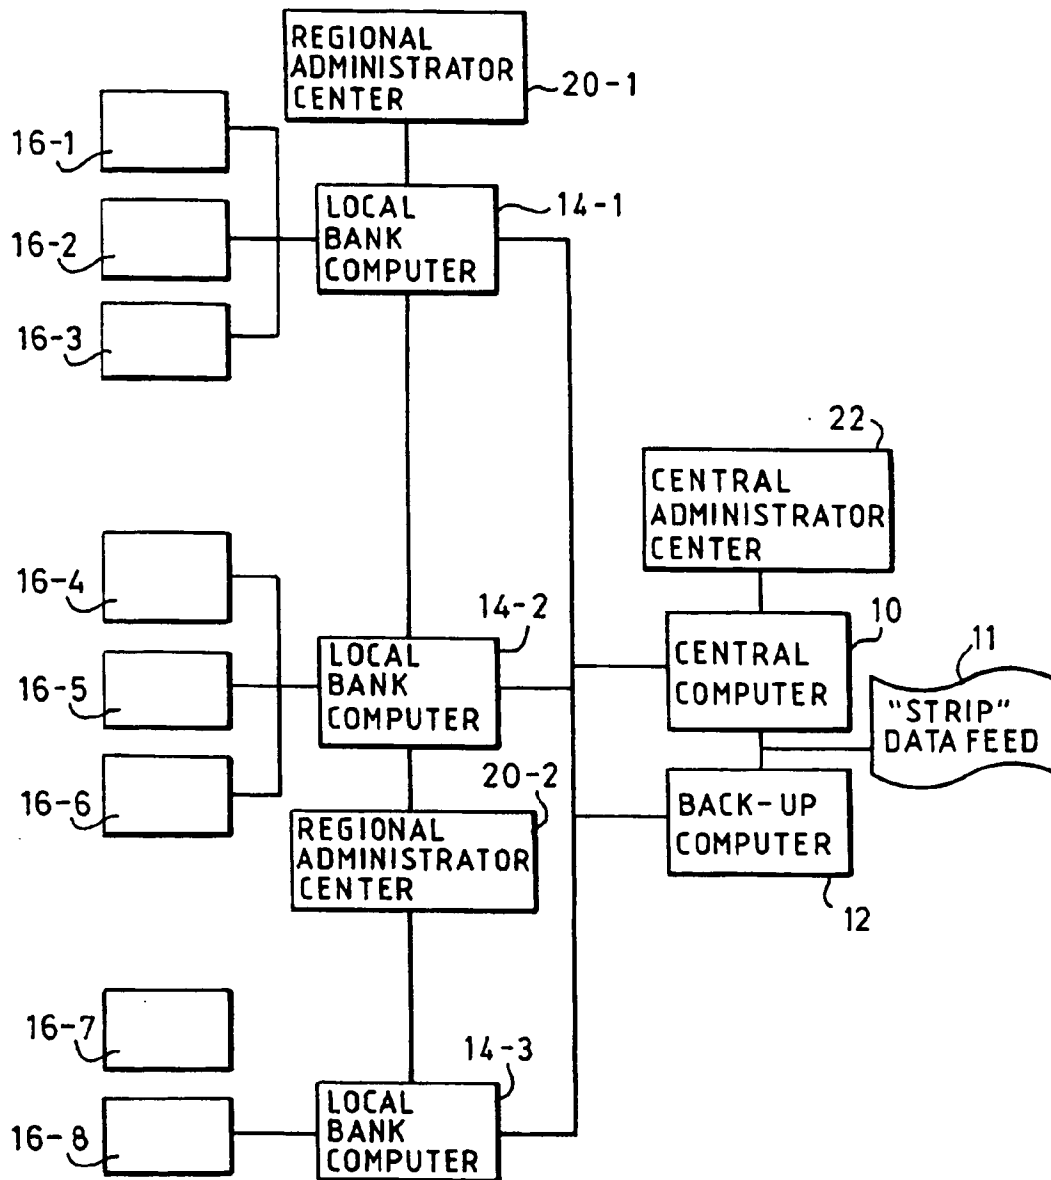 REGIONAL
ADMINISTRATOR
CENTER
20-1
16-1
LOCAL
BANK
COMPUTER
14-1
16-2
16-3
22
CENTRAL
ADMINISTRATOR
CENTER
16-4
14-2
10
LOCAL
BANK
COMPUTER
CENTRAL
COMPUTER
11
"STRIP"
DATA FEED
16-5
20-2
16-6
REGIONAL
ADMINISTRATOR
CENTER
BACK-UP
COMPUTER
12
16-7
14-3
LOCAL
BANK
COMPUTER
16-8